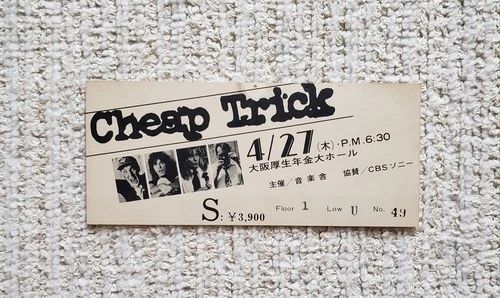 Cheap Trick
4/27(木)・P.M.6:30
大阪厚生年金大ホール
主催/音楽舎 協賛/CBSソニー
S:￥3,900 Floor 1 Low U No. 49